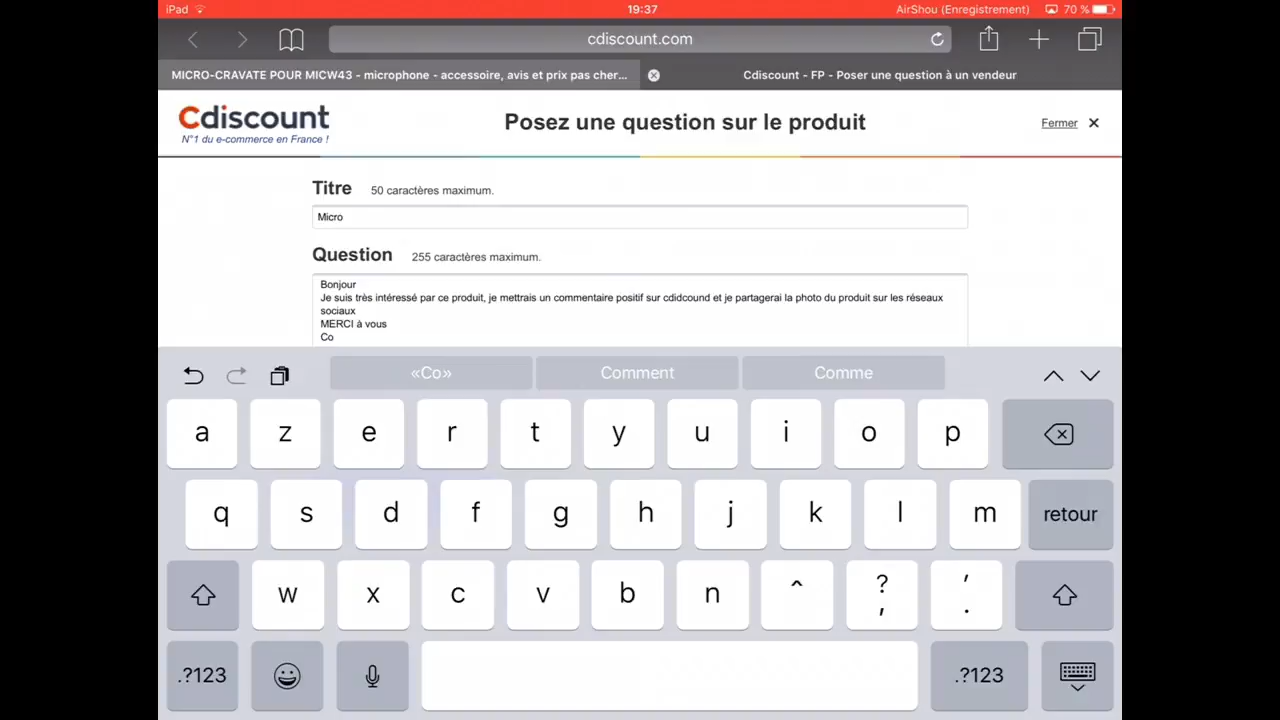 iPad 19:37 AirShou (Enregistrement) 70 %
cdiscount.com
MICRO-CRAVATE POUR MICW43 - microphone - accessoire, avis et prix pas cher... Cdiscount - FP - Poser une question à un vendeur
Cdiscount
N°1 du e-commerce en France !
Posez une question sur le produit
Fermer ✕
Titre 50 caractères maximum.
Micro
Question 255 caractères maximum.
Bonjour
Je suis très intéressé par ce produit, je mettrais un commentaire positif sur cdidcound et je partagerai la photo du produit sur les réseaux
sociaux
MERCI à vous
Co
«Co» Comment Comme
a z e r t y u i o p
q s d f g h j k l m retour
w x c v b n ^ ? , ' .
.?123 .?123